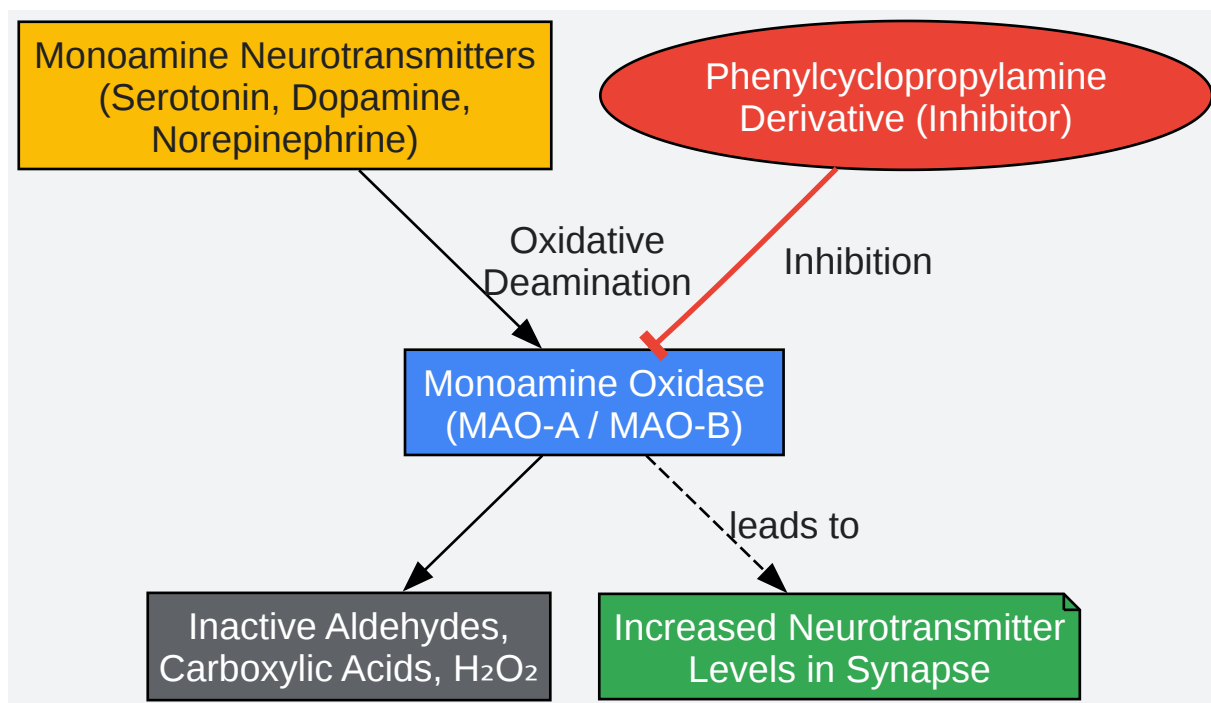 Monoamine Neurotransmitters
(Serotonin, Dopamine,
Norepinephrine)
Phenylcyclopropylamine
Derivative (Inhibitor)
Oxidative
Deamination
Inhibition
Monoamine Oxidase
(MAO-A / MAO-B)
leads to
Inactive Aldehydes,
Carboxylic Acids, H₂O₂
Increased Neurotransmitter
Levels in Synapse